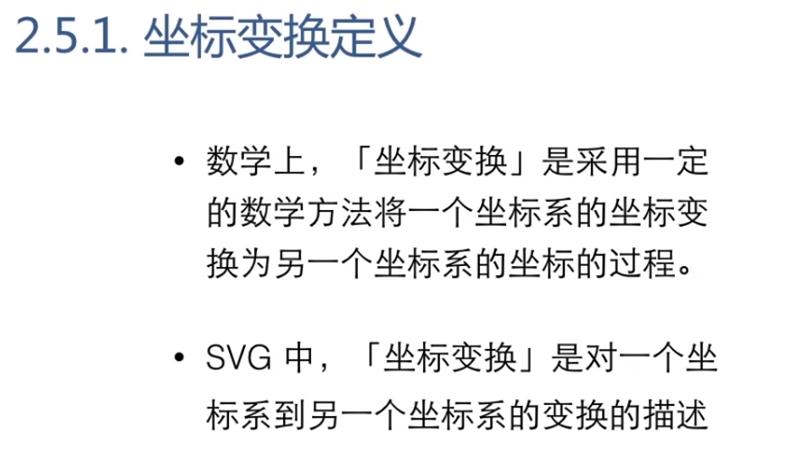 2.5.1. 坐标变换定义
• 数学上，「坐标变换」是采用一定
的数学方法将一个坐标系的坐标变
换为另一个坐标系的坐标的过程。
• SVG 中，「坐标变换」是对一个坐
标系到另一个坐标系的变换的描述